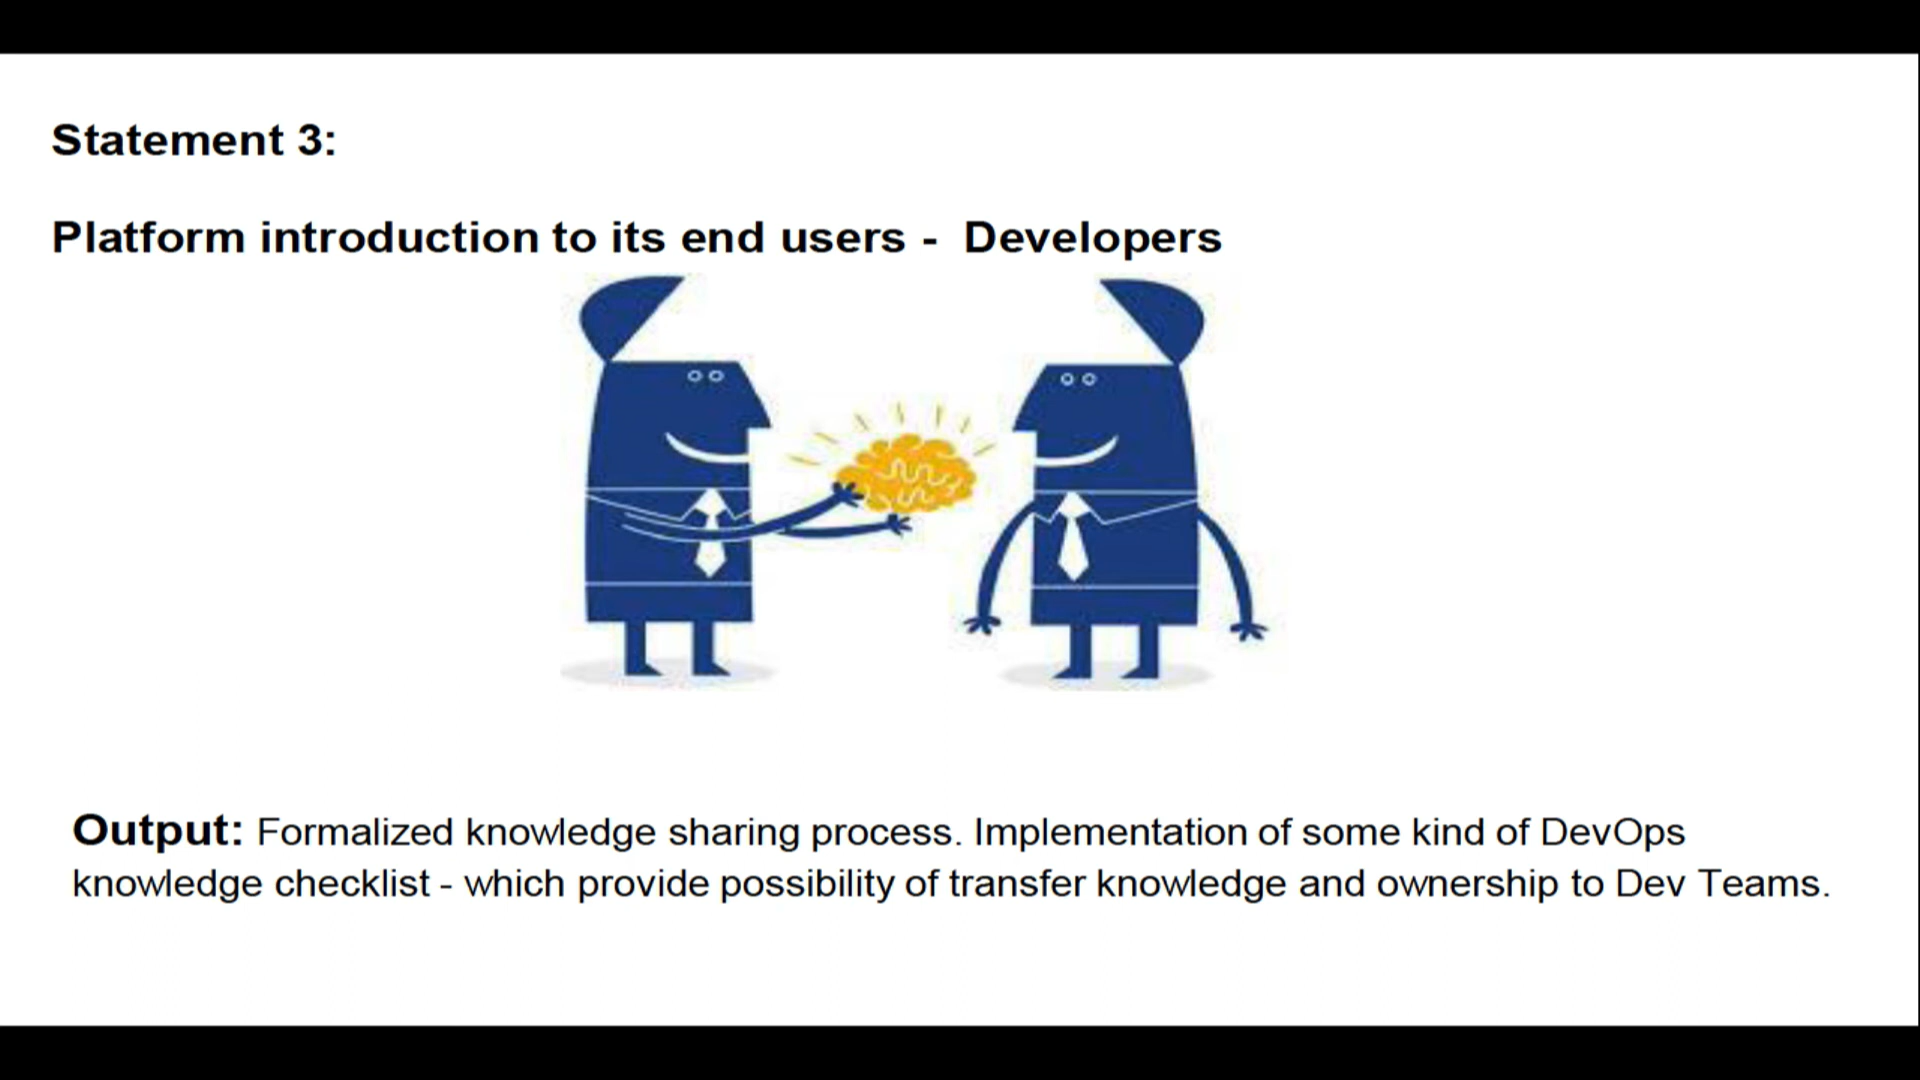 Statement 3:
Platform introduction to its end users - Developers
Output: Formalized knowledge sharing process. Implementation of some kind of DevOps
knowledge checklist - which provide possibility of transfer knowledge and ownership to Dev Teams.